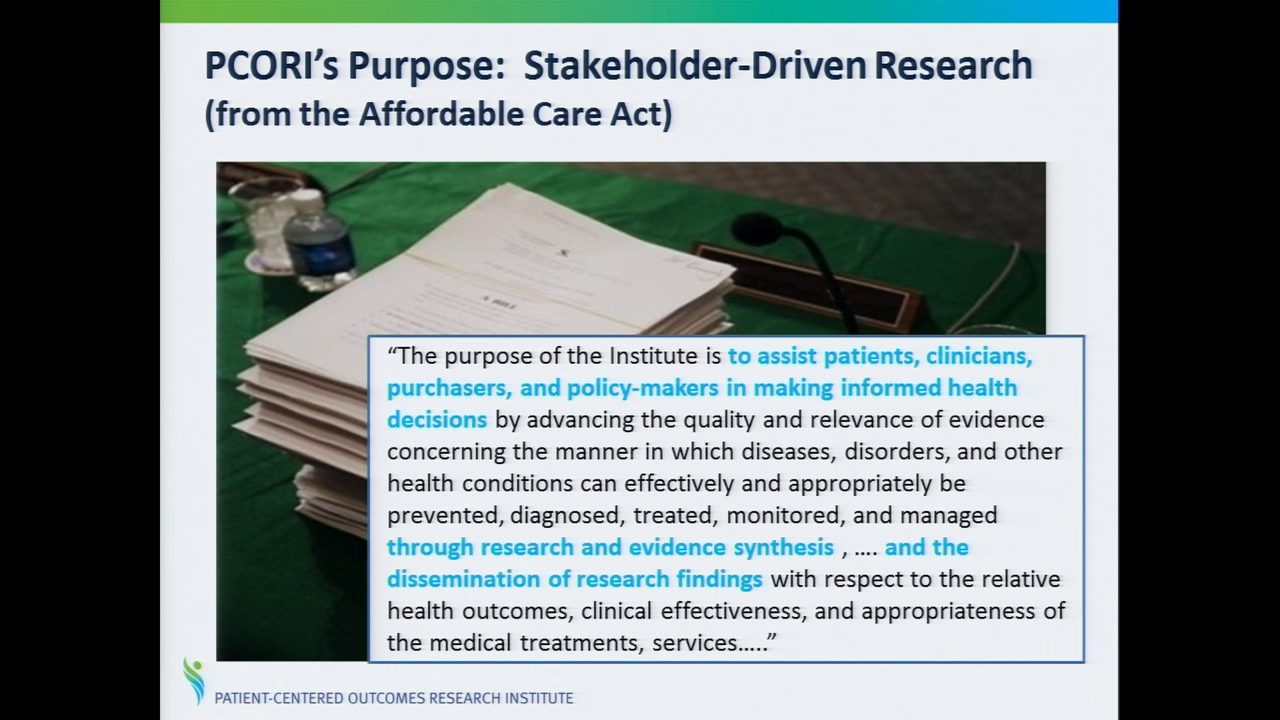 PCORI’s Purpose:  Stakeholder-Driven Research
(from the Affordable Care Act)
A BILL
“The purpose of the Institute is to assist patients, clinicians,
purchasers, and policy-makers in making informed health
decisions by advancing the quality and relevance of evidence
concerning the manner in which diseases, disorders, and other
health conditions can effectively and appropriately be
prevented, diagnosed, treated, monitored, and managed
through research and evidence synthesis , .... and the
dissemination of research findings with respect to the relative
health outcomes, clinical effectiveness, and appropriateness of
the medical treatments, services.....”
PATIENT-CENTERED OUTCOMES RESEARCH INSTITUTE